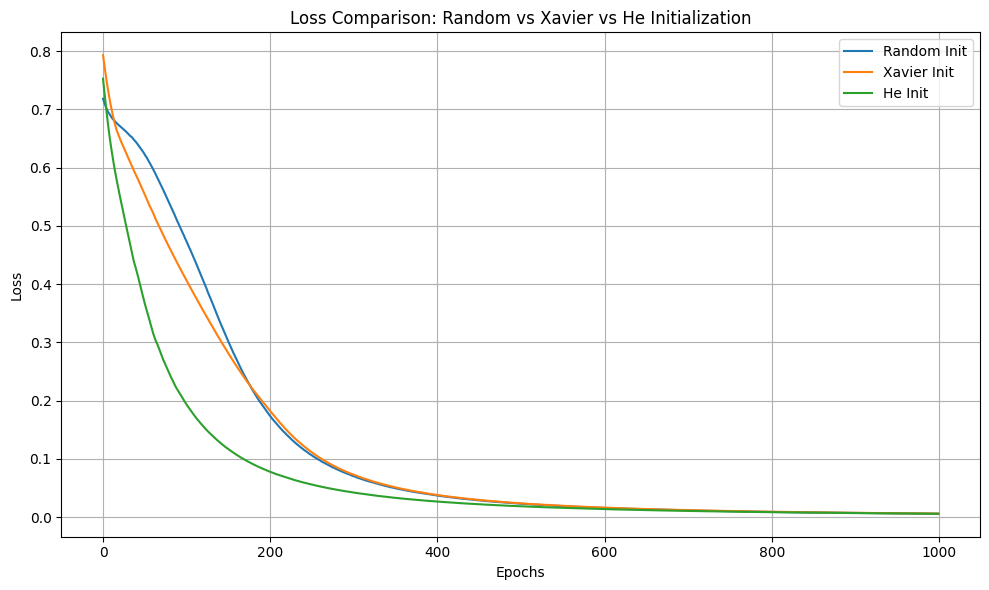 Loss Comparison: Random vs Xavier vs He Initialization
Random Init
Xavier Init
He Init
Loss
0.8
0.7
0.6
0.5
0.4
0.3
0.2
0.1
0.0
0 200 400 600 800 1000
Epochs